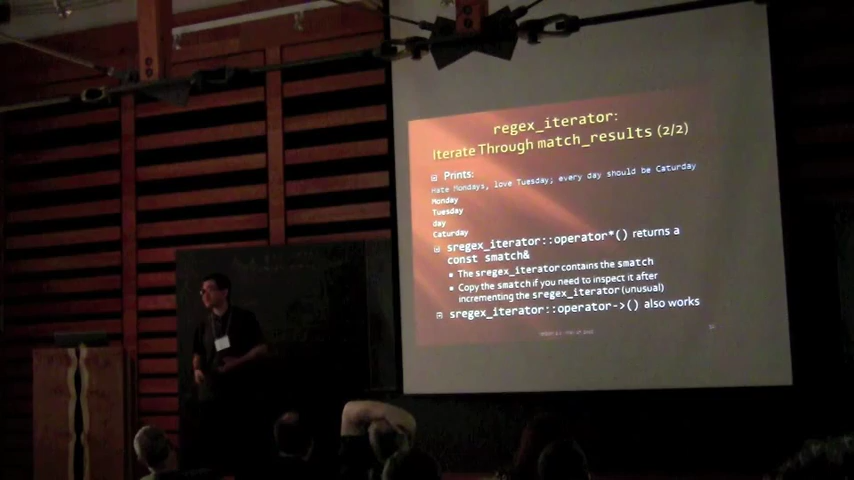 regex_iterator:
Iterate Through match_results (2/2)
Prints:
Hate Mondays, love Tuesday; every day should be Caturday
Monday
Tuesday
day
Caturday
sregex_iterator::operator*() returns a
const smatch&
The sregex_iterator contains the smatch
Copy the smatch if you need to inspect it after
incrementing the sregex_iterator (unusual)
sregex_iterator::operator->() also works